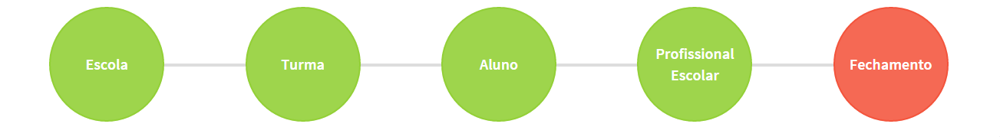 Escola
Turma
Aluno
Profissional
Escolar
Fechamento